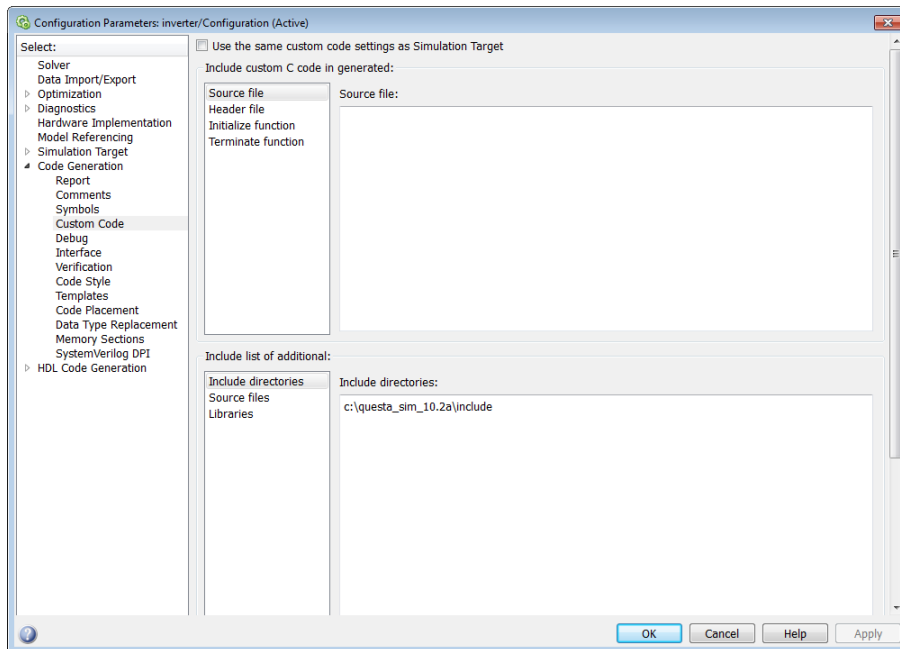 Configuration Parameters: inverter/Configuration (Active)
Select:
Solver
Data Import/Export
Optimization
Diagnostics
Hardware Implementation
Model Referencing
Simulation Target
Code Generation
Report
Comments
Symbols
Custom Code
Debug
Interface
Verification
Code Style
Templates
Code Placement
Data Type Replacement
Memory Sections
SystemVerilog DPI
HDL Code Generation
Use the same custom code settings as Simulation Target
Include custom C code in generated:
Source file
Header file
Initialize function
Terminate function
Source file:
Include list of additional:
Include directories
Source files
Libraries
Include directories:
c:\questa_sim_10.2a\include
OK
Cancel
Help
Apply